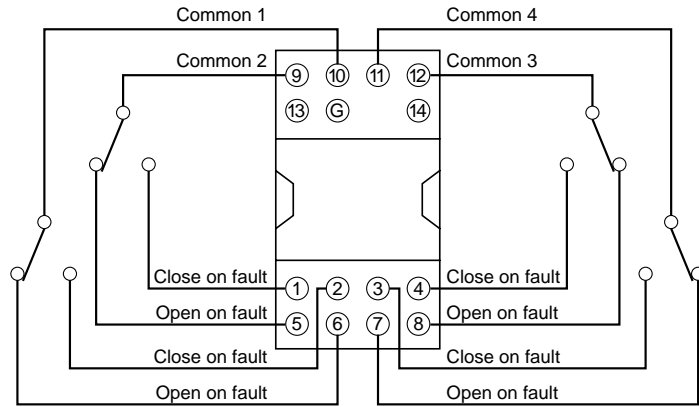 Common 1 Common 4
Common 2 9 10 11 12 Common 3
13 G 14
Close on fault 1 2 3 4 Close on fault
Open on fault 5 6 7 8 Open on fault
Close on fault Close on fault
Open on fault Open on fault